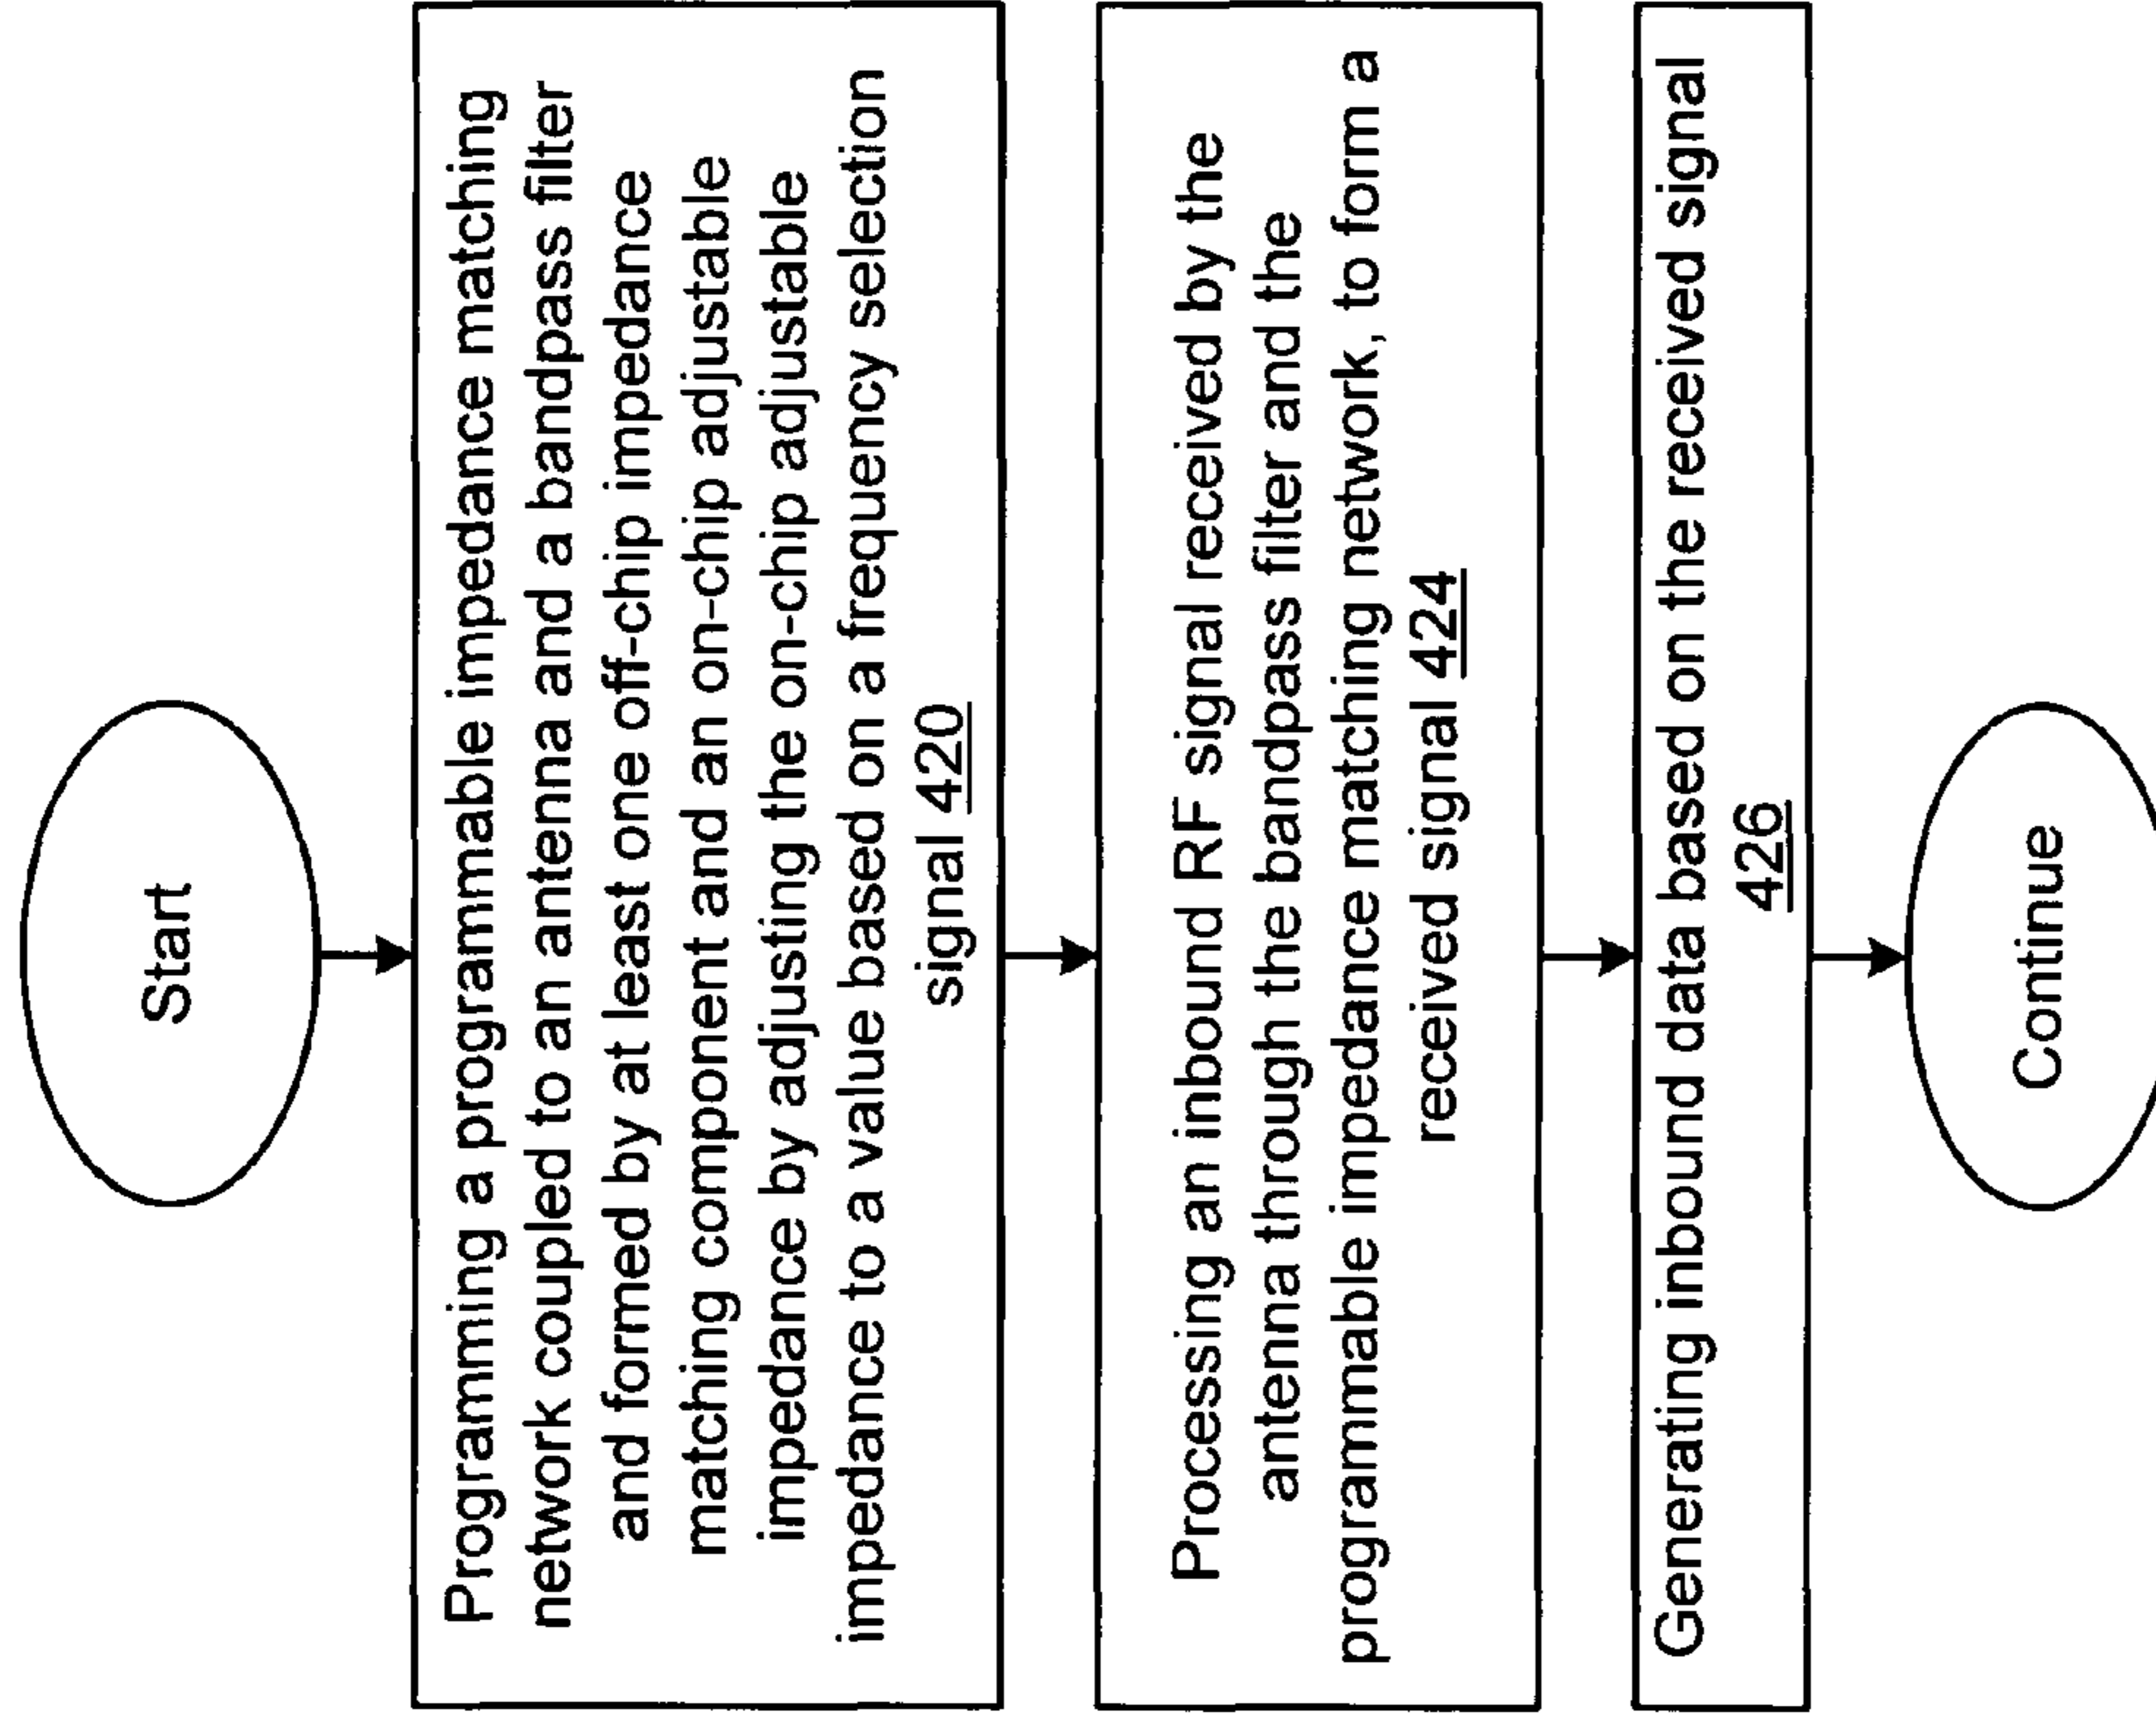 Start
Programming a programmable impedance matching
network coupled to an antenna and a bandpass filter
and formed by at least one off-chip impedance
matching component and an on-chip adjustable
impedance by adjusting the on-chip adjustable
impedance to a value based on a frequency selection
signal 420
Processing an inbound RF signal received by the
antenna through the bandpass filter and the
programmable impedance matching network, to form a
received signal 424
Generating inbound data based on the received signal
426
Continue